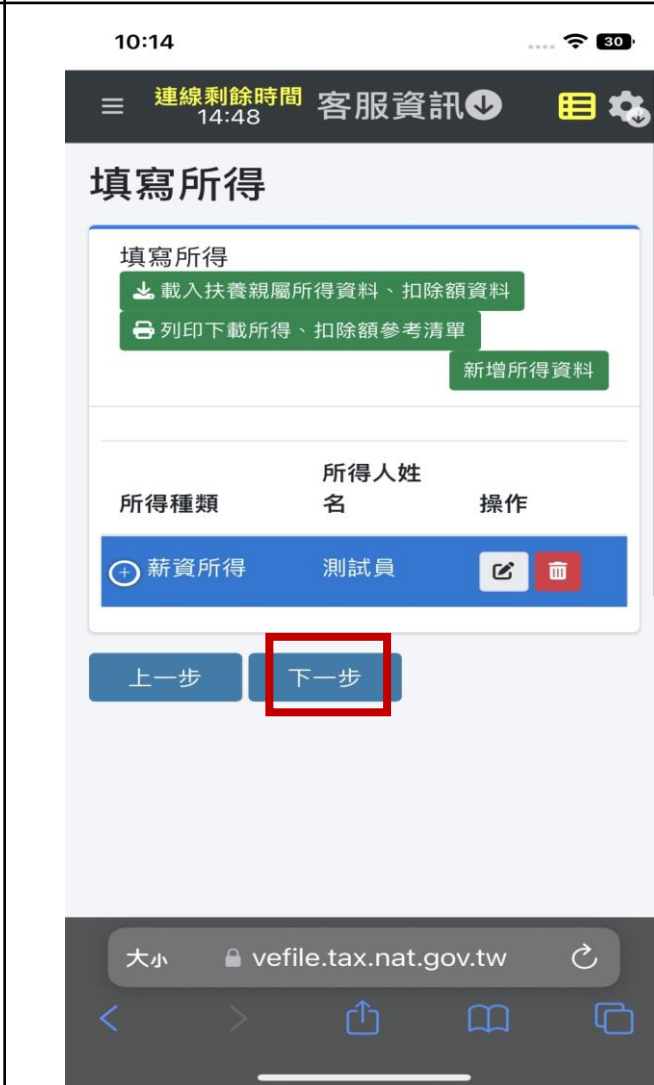 10:14
30
連線剩餘時間
14:48
客服資訊
填寫所得
填寫所得
載入扶養親屬所得資料、扣除額資料
列印下載所得、扣除額參考清單
新增所得資料
所得種類
所得人姓
名
操作
薪資所得
測試員
上一步
下一步
大小
vefile.tax.nat.gov.tw